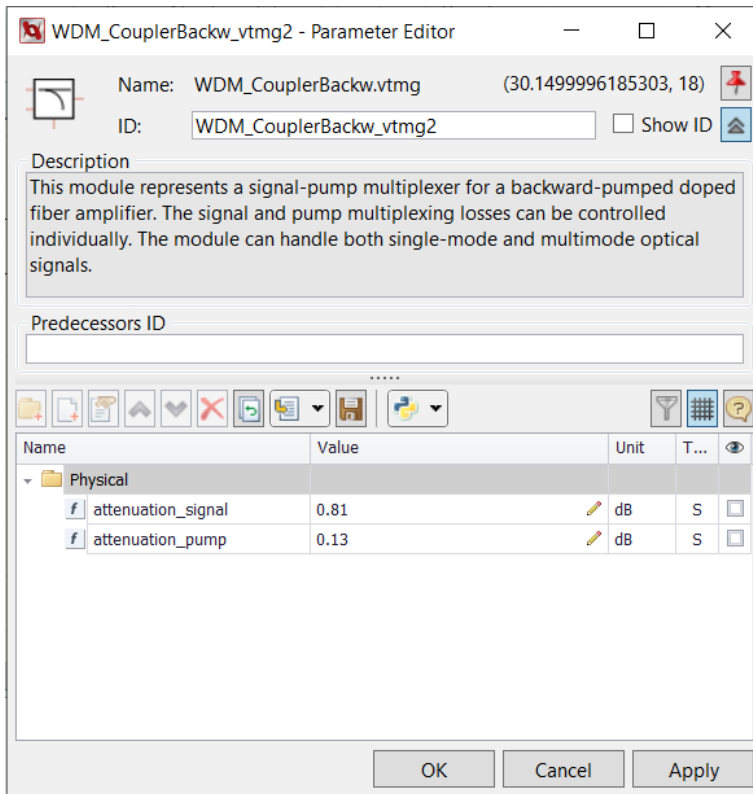 WDM_CouplerBackw_vtmg2 - Parameter Editor
Name: WDM_CouplerBackw.vtmg (30.1499996185303, 18)
ID: WDM_CouplerBackw_vtmg2 Show ID
Description
This module represents a signal-pump multiplexer for a backward-pumped doped
fiber amplifier. The signal and pump multiplexing losses can be controlled
individually. The module can handle both single-mode and multimode optical
signals.
Predecessors ID
Name Value Unit T...
Physical
f attenuation_signal 0.81 dB S
f attenuation_pump 0.13 dB S
OK Cancel Apply